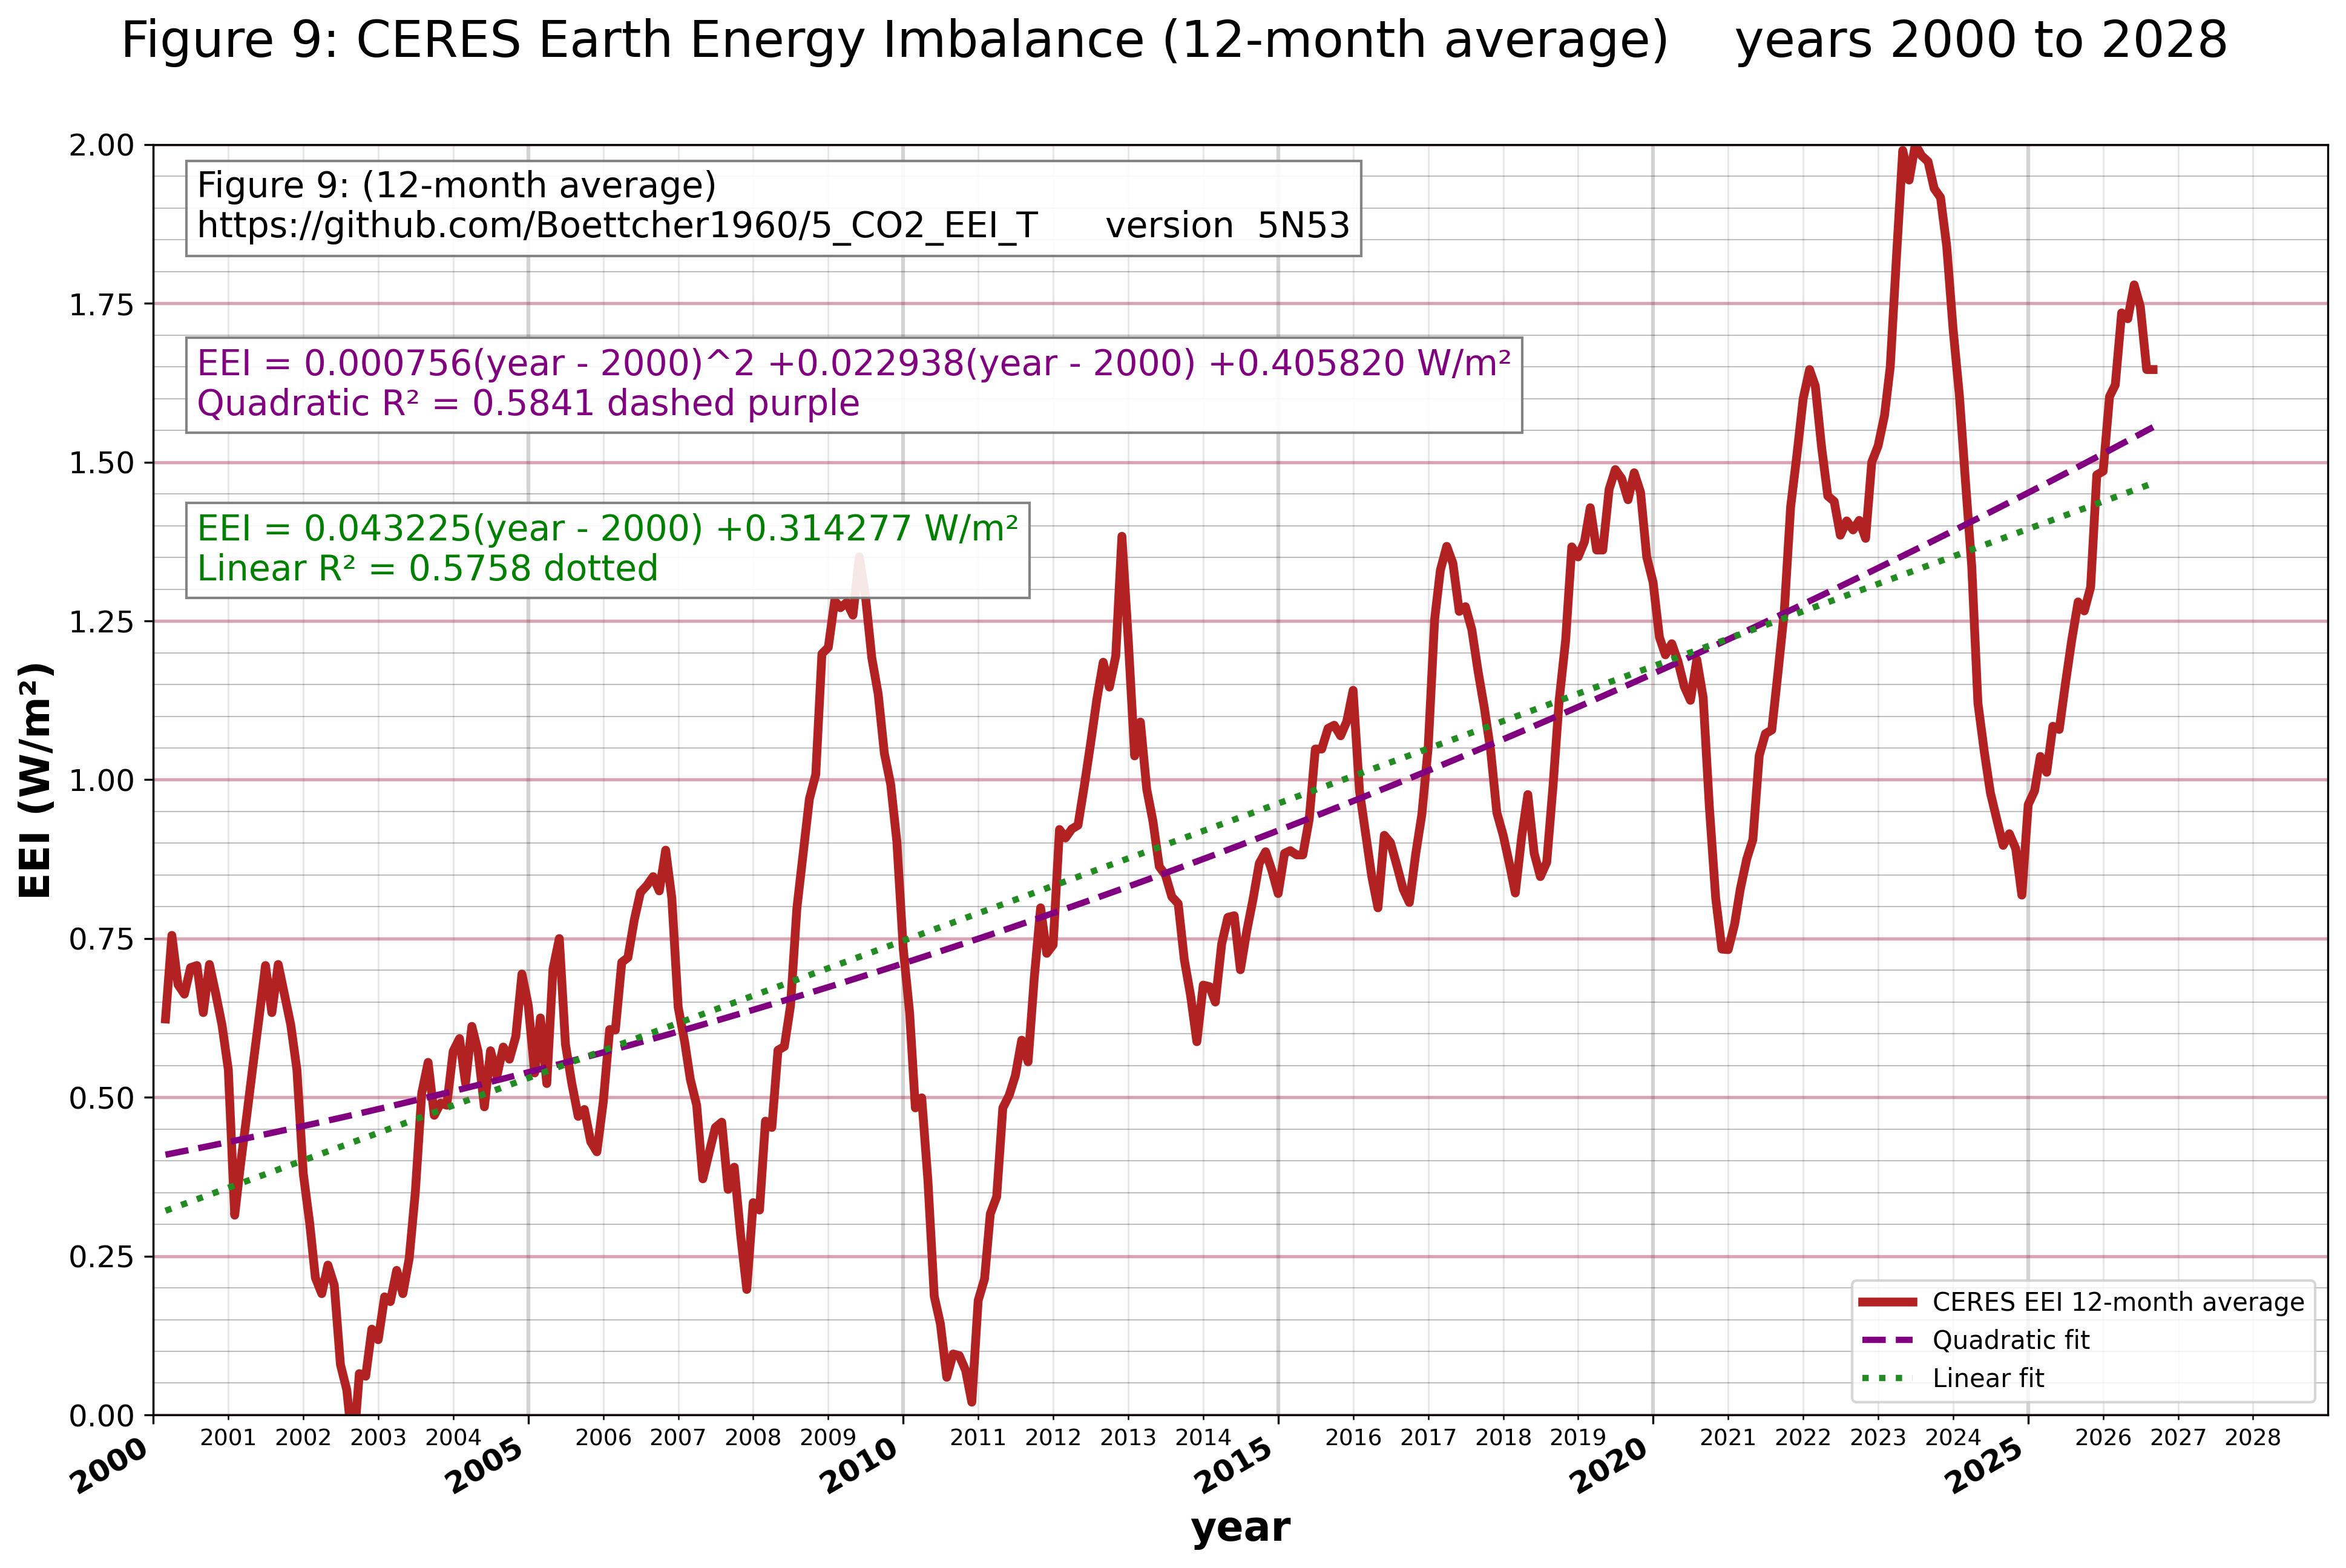 Figure 9: CERES Earth Energy Imbalance (12-month average)    years 2000 to 2028
2.00
1.75
1.50
1.25
1.00
0.75
0.50
0.25
0.00
EEI (W/m²)
Figure 9: (12-month average)
https://github.com/Boettcher1960/5_CO2_EEI_T      version  5N53
EEI = 0.000756(year - 2000)^2 +0.022938(year - 2000) +0.405820 W/m²
Quadratic R² = 0.5841 dashed purple
EEI = 0.043225(year - 2000) +0.314277 W/m²
Linear R² = 0.5758 dotted
CERES EEI 12-month average
Quadratic fit
Linear fit
2000 2001 2002 2003 2004 2005 2006 2007 2008 2009 2010 2011 2012 2013 2014 2015 2016 2017 2018 2019 2020 2021 2022 2023 2024 2025 2026 2027 2028
year